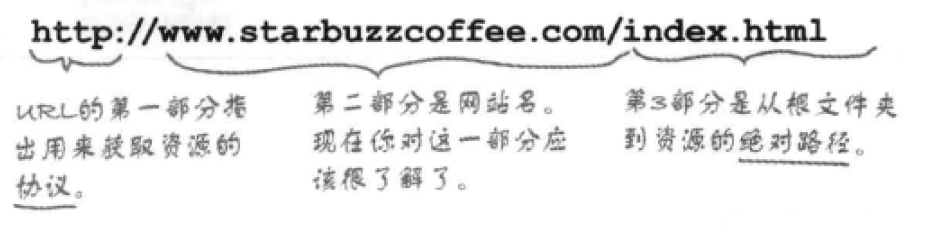 http://www.starbuzzcoffee.com/index.html
URL的第一部分指
出用来获取资源的
协议。
第二部分是网站名。
现在你对这一部分应
该很了解了。
第3部分是从根文件夹
到资源的绝对路径。